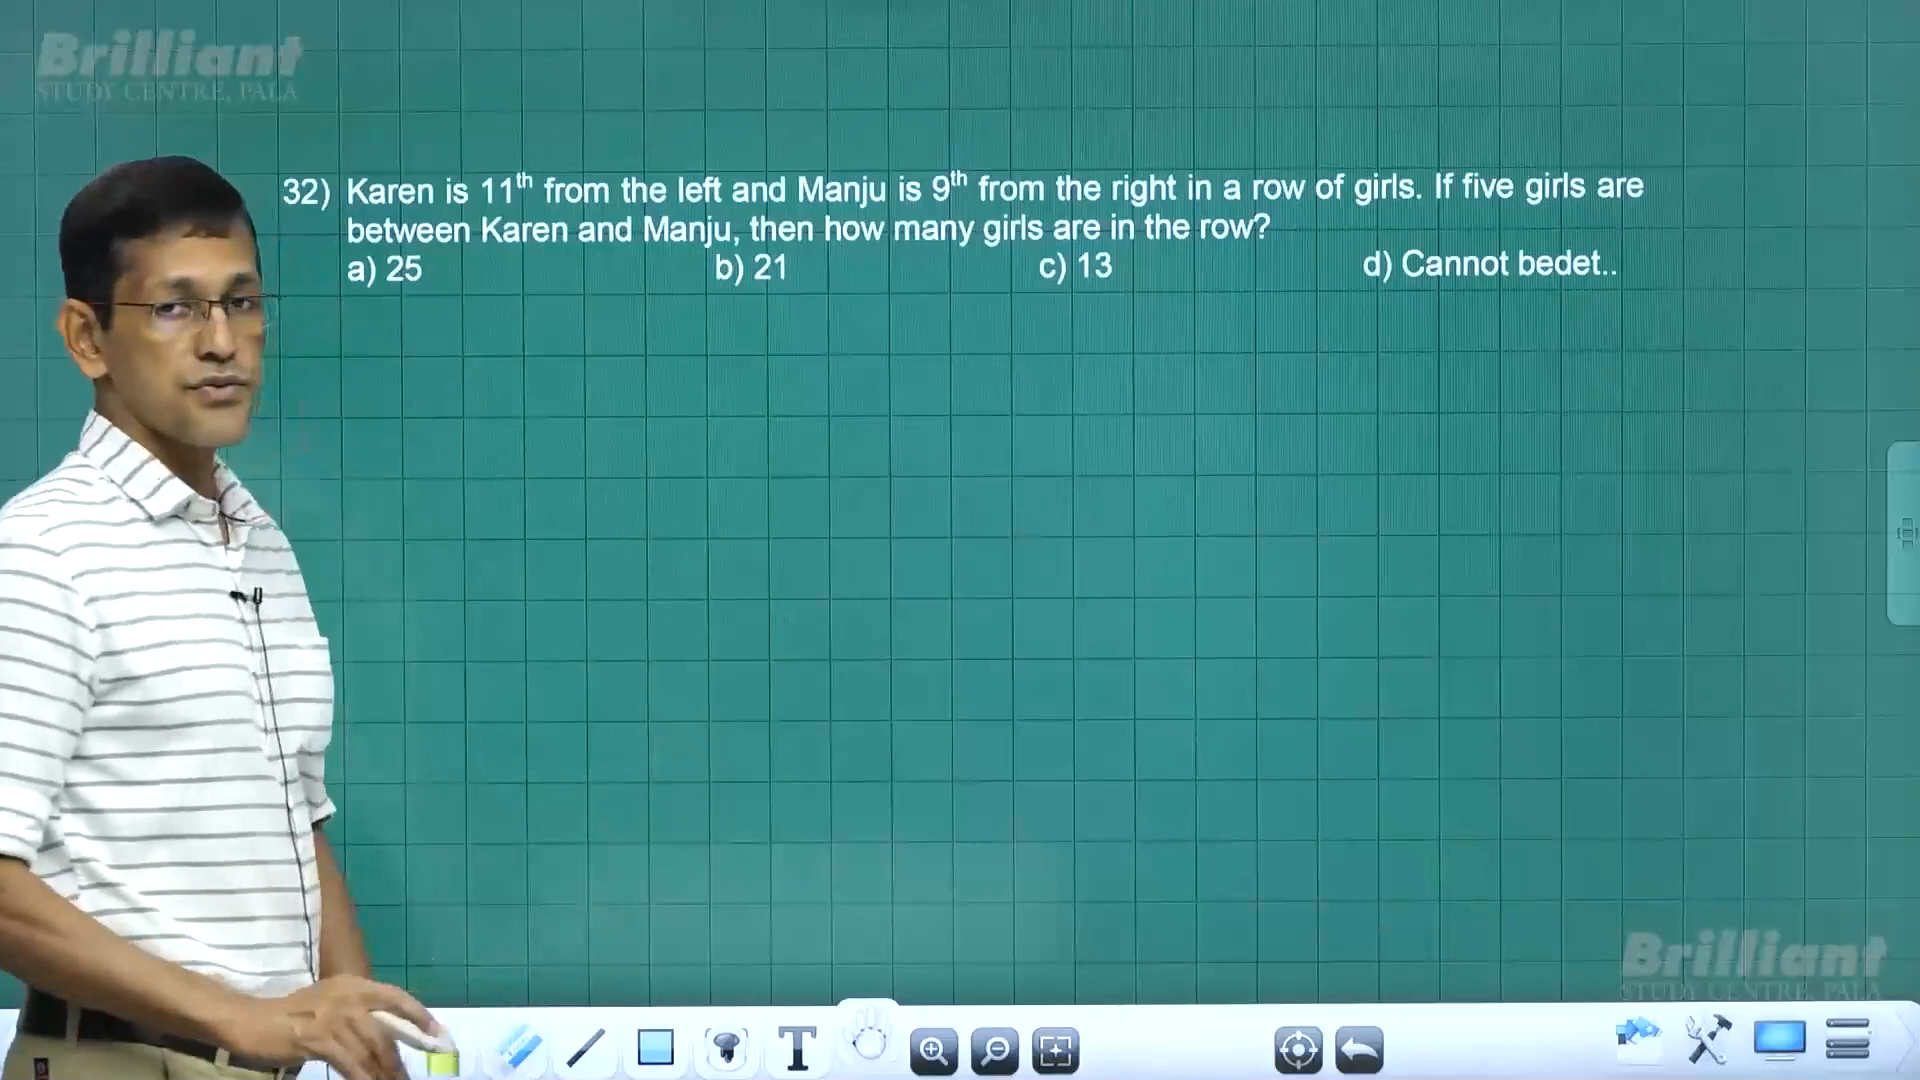 Brilliant
STUDY CENTRE, PALA
32) Karen is 11th from the left and Manju is 9th from the right in a row of girls. If five girls are
between Karen and Manju, then how many girls are in the row?
a) 25 b) 21 c) 13 d) Cannot bedet..
Brilliant
STUDY CENTRE, PALA
T